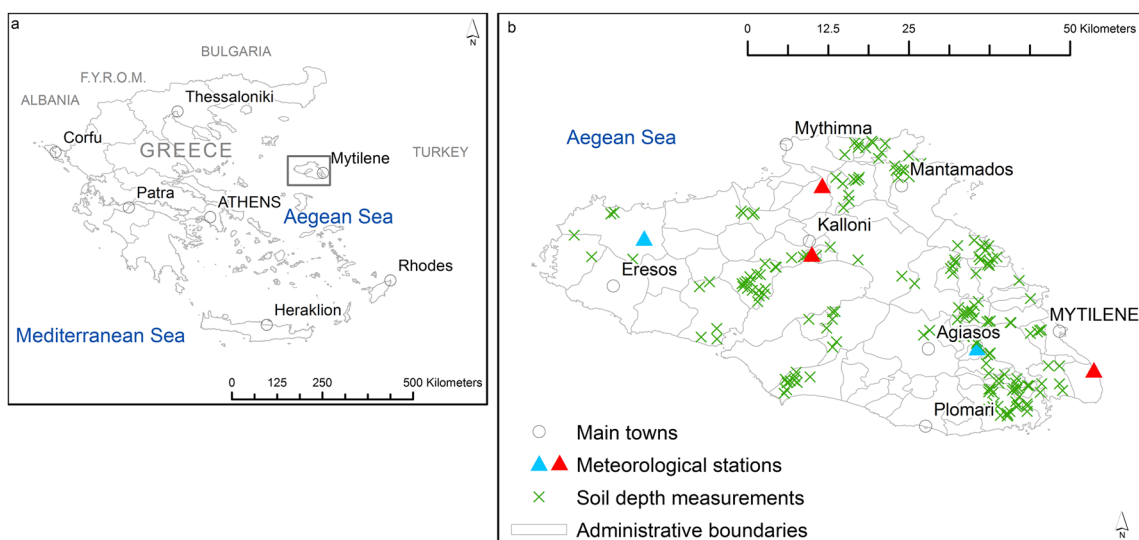 a
N
BULGARIA
F.Y.R.O.M.
ALBANIA
Thessaloniki
Corfu
GREECE
Mytilene
TURKEY
Patra
ATHENS
Aegean Sea
Rhodes
Heraklion
Mediterranean Sea
0 125 250 500 Kilometers
b
0 12.5 25 50 Kilometers
Aegean Sea
Mythimna
Mantamados
Kalloni
Eresos
MYTILENE
Agiasos
Plomari
Main towns
Meteorological stations
Soil depth measurements
Administrative boundaries
N